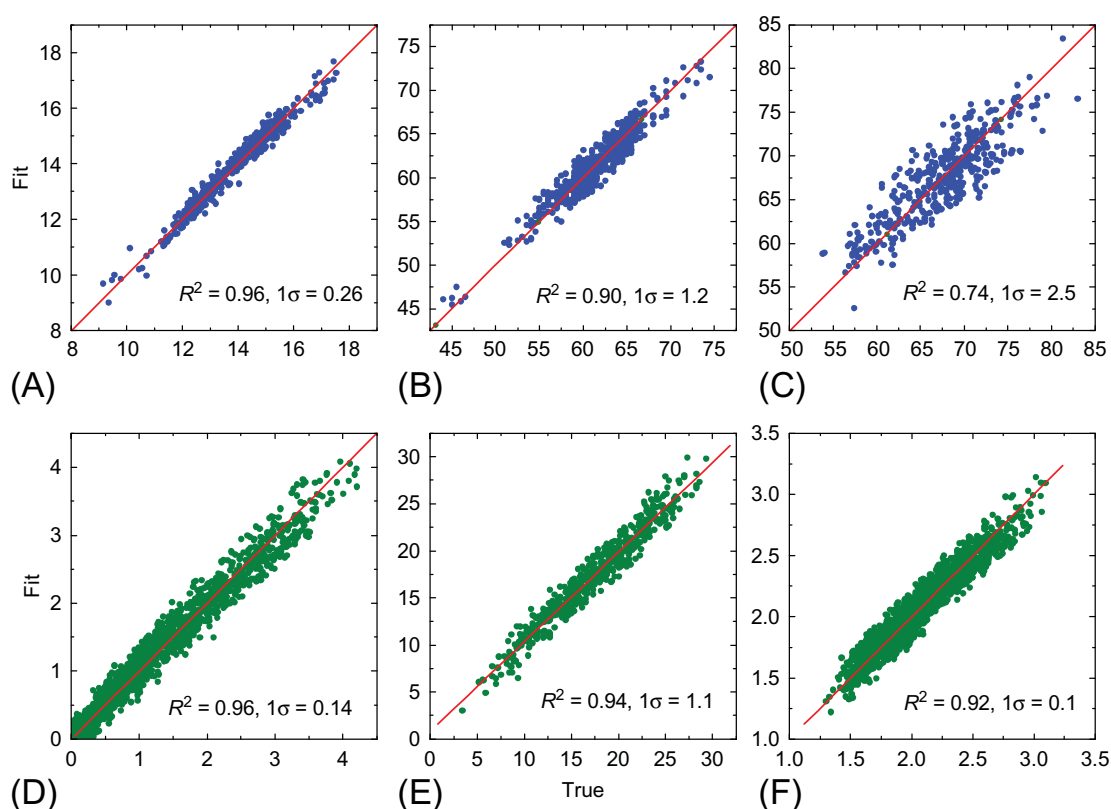 18
16
14
12
10
8
Fit
R² = 0.96, 1σ = 0.26
8 10 12 14 16 18
(A)
75
70
65
60
55
50
45
R² = 0.90, 1σ = 1.2
45 50 55 60 65 70 75
(B)
85
80
75
70
65
60
55
50
R² = 0.74, 1σ = 2.5
50 55 60 65 70 75 80 85
(C)
4
3
2
1
0
Fit
R² = 0.96, 1σ = 0.14
0 1 2 3 4
(D)
30
25
20
15
10
5
0
R² = 0.94, 1σ = 1.1
0 5 10 15 20 25 30
True
(E)
3.5
3.0
2.5
2.0
1.5
1.0
R² = 0.92, 1σ = 0.1
1.0 1.5 2.0 2.5 3.0 3.5
(F)